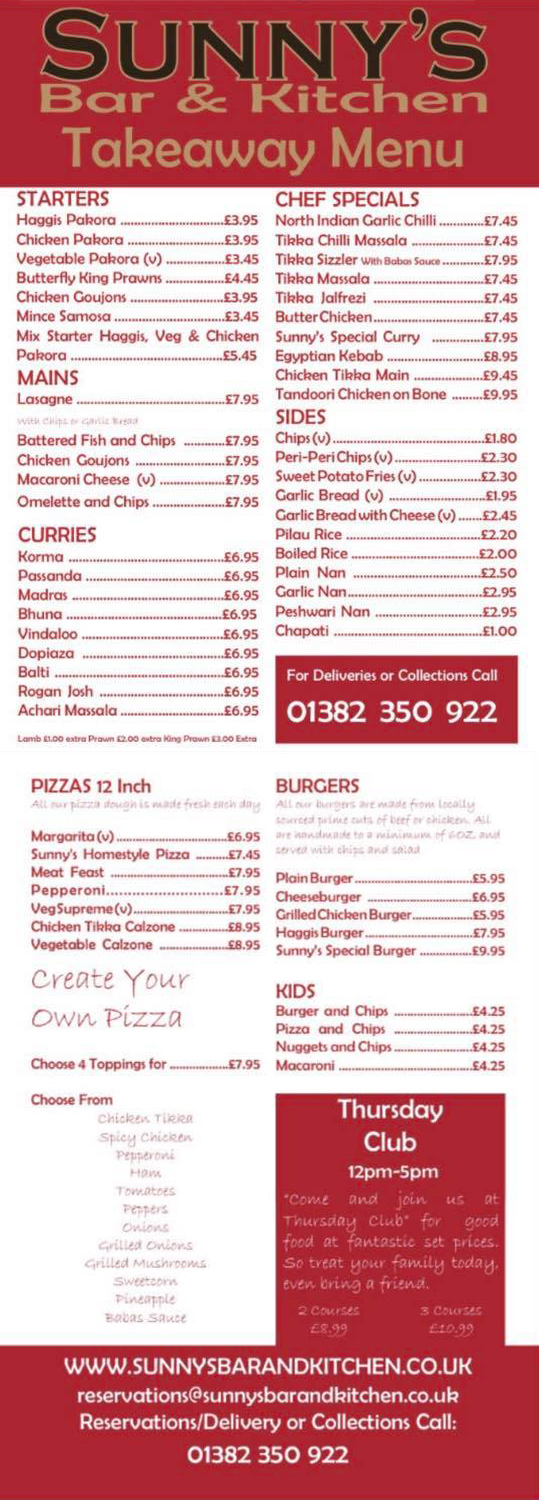 SUNNY'S
Bar & Kitchen
Takeaway Menu
STARTERS
Haggis Pakora ............................£3.95
Chicken Pakora ..........................£3.95
Vegetable Pakora (v) ................£3.45
Butterfly King Prawns .................£4.45
Chicken Goujons .........................£3.95
Mince Samosa ..............................£3.45
Mix Starter Haggis, Veg & Chicken
Pakora .........................................£5.45
MAINS
Lasagne ........................................£7.95
With Chips or Garlic Bread
Battered Fish and Chips ............£7.95
Chicken Goujons ........................£7.95
Macaroni Cheese (v) ..................£7.95
Omelette and Chips ...................£7.95
CURRIES
Korma ..........................................£6.95
Passanda .....................................£6.95
Madras .........................................£6.95
Bhuna ..........................................£6.95
Vindaloo ......................................£6.95
Dopiaza .......................................£6.95
Balti ..............................................£6.95
Rogan Josh .................................£6.95
Achari Massala ............................£6.95
Lamb £1.00 extra Prawn £2.00 extra King Prawn £3.00 Extra
CHEF SPECIALS
North Indian Garlic Chilli ............£7.45
Tikka Chilli Massala ....................£7.45
Tikka Sizzler With Babas Sauce ............£7.95
Tikka Massala ..............................£7.45
Tikka Jalfrezi ..............................£7.45
Butter Chicken..............................£7.45
Sunny's Special Curry ..............£7.95
Egyptian Kebab ..........................£8.95
Chicken Tikka Main ...................£9.45
Tandoori Chicken on Bone ........£9.95
SIDES
Chips (v).........................................£1.80
Peri-Peri Chips (v).......................£2.30
Sweet Potato Fries (v).................£2.30
Garlic Bread (v) ..........................£1.95
Garlic Bread with Cheese (v) ......£2.45
Pilau Rice .....................................£2.20
Boiled Rice ...................................£2.00
Plain Nan ....................................£2.50
Garlic Nan.....................................£2.95
Peshwari Nan .............................£2.95
Chapati ........................................£1.00
For Deliveries or Collections Call
01382 350 922
PIZZAS 12 Inch
All our pizza dough is made fresh each day
Margarita (v)..............................£6.95
Sunny's Homestyle Pizza .........£7.45
Meat Feast .................................£7.95
Pepperoni.......................£7.95
Veg Supreme (v)..........................£7.95
Chicken Tikka Calzone ..............£8.95
Vegetable Calzone ...................£8.95
Create Your
Own Pizza
Choose 4 Toppings for ................£7.95
Choose From
Chicken Tikka
Spicy Chicken
Pepperoni
Ham
Tomatoes
Peppers
Onions
Grilled Onions
Grilled Mushrooms
Sweetcorn
Pineapple
Babas Sauce
BURGERS
All our burgers are made from locally
sourced prime cuts of beef or chicken. All
are handmade to a minimum of 6OZ and
served with chips and salad
Plain Burger................................£5.95
Cheeseburger .............................£6.95
Grilled Chicken Burger................£5.95
Haggis Burger.............................£7.95
Sunny's Special Burger ..............£9.95
KIDS
Burger and Chips .....................£4.25
Pizza and Chips .....................£4.25
Nuggets and Chips .....................£4.25
Macaroni ....................................£4.25
Thursday
Club
12pm-5pm
"Come and join us at
Thursday Club" for good
food at fantastic set prices.
So treat your family today,
even bring a friend.
2 Courses 3 Courses
£8.99 £10.99
WWW.SUNNYSBARANDKITCHEN.CO.UK
reservations@sunnysbarandkitchen.co.uk
Reservations/Delivery or Collections Call:
01382 350 922